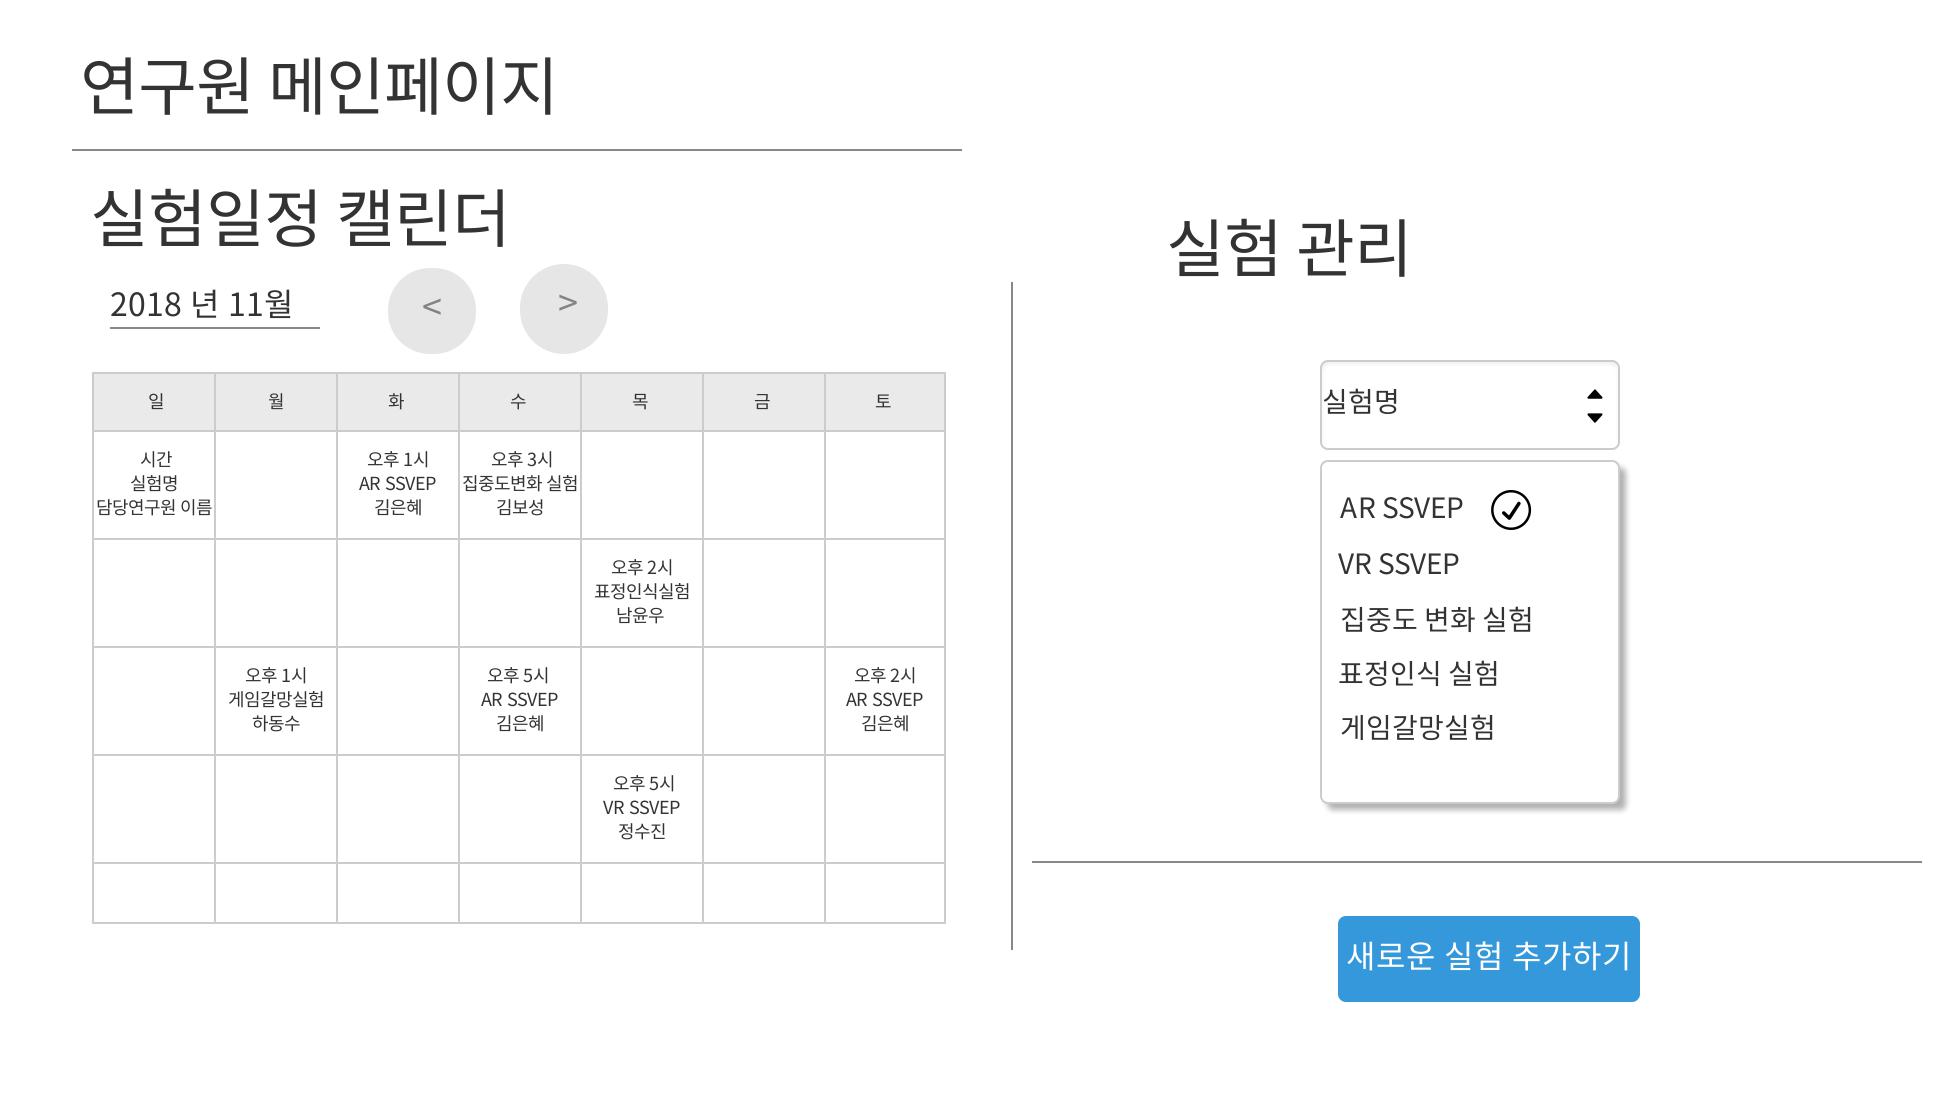 연구원 메인페이지
실험일정 캘린더
2018 년 11월
<
>
일 월 화 수 목 금 토
시간
실험명
담당연구원 이름
오후 1시
AR SSVEP
김은혜
오후 3시
집중도변화 실험
김보성
오후 2시
표정인식실험
남윤우
오후 1시
게임갈망실험
하동수
오후 5시
AR SSVEP
김은혜
오후 2시
AR SSVEP
김은혜
오후 5시
VR SSVEP
정수진
실험 관리
실험명
AR SSVEP
VR SSVEP
집중도 변화 실험
표정인식 실험
게임갈망실험
새로운 실험 추가하기